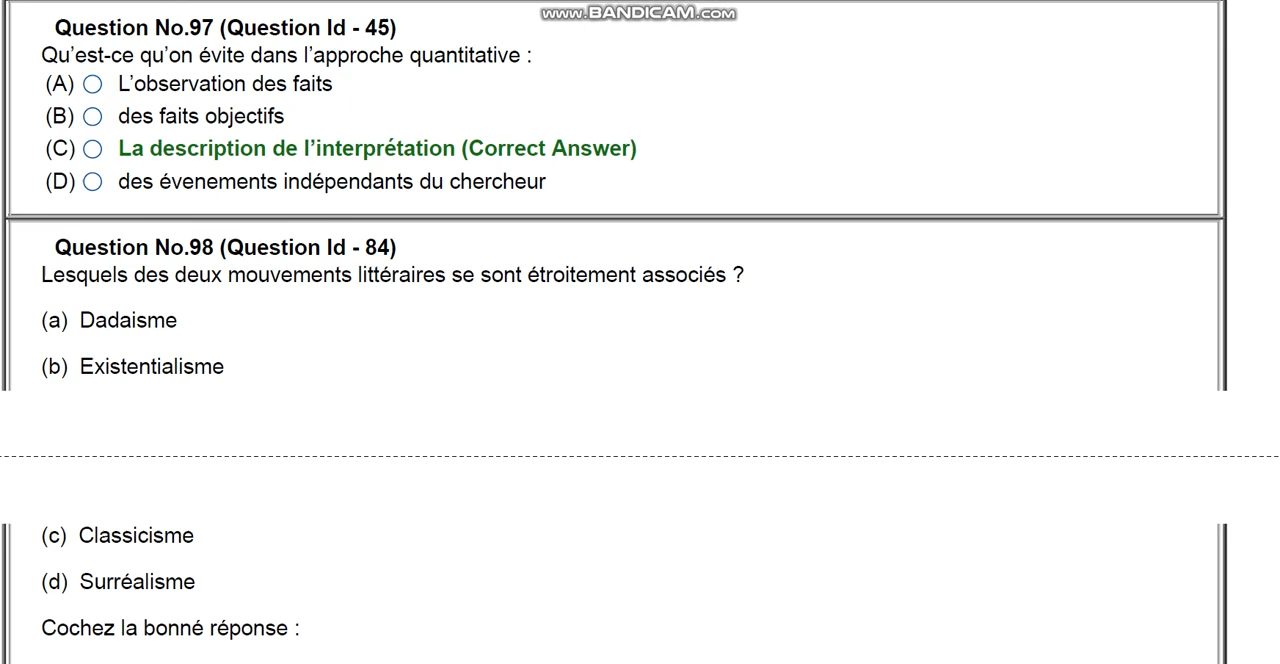 www.BANDICAM.com
Question No.97 (Question Id - 45)
Qu’est-ce qu’on évite dans l’approche quantitative :
(A) L’observation des faits
(B) des faits objectifs
(C) La description de l’interprétation (Correct Answer)
(D) des évenements indépendants du chercheur
Question No.98 (Question Id - 84)
Lesquels des deux mouvements littéraires se sont étroitement associés ?
(a) Dadaisme
(b) Existentialisme
(c) Classicisme
(d) Surréalisme
Cochez la bonné réponse :